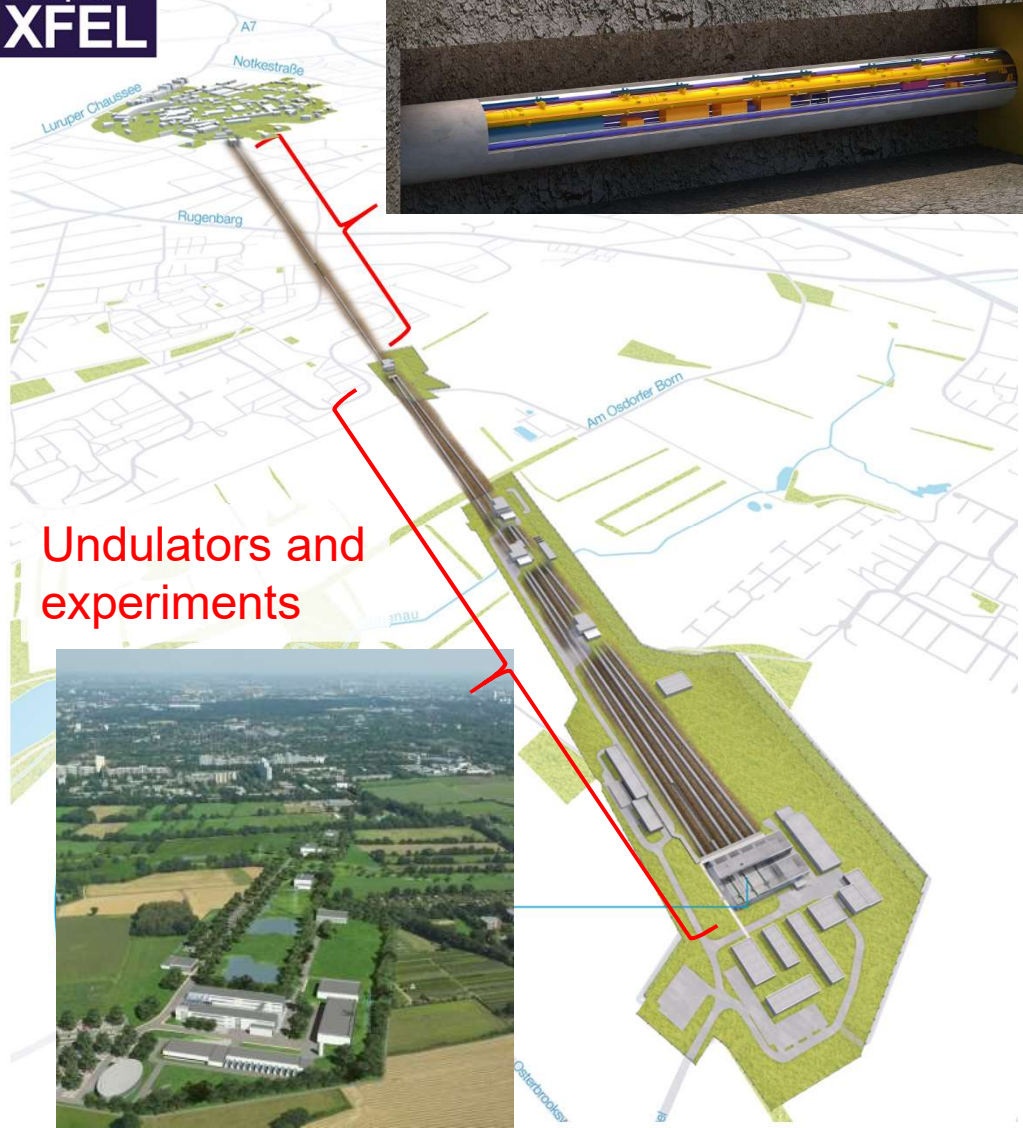 XFEL
A7
Notkestraße
Luruper Chaussee
Rugenbarg
Am Osdorfer Born
Undulators and
experiments